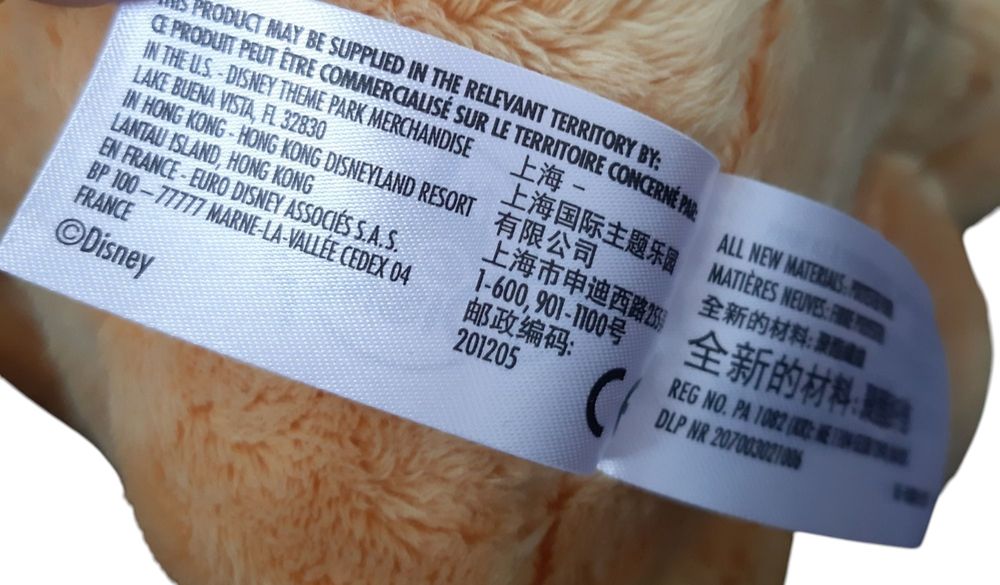 THIS PRODUCT MAY BE SUPPLIED IN THE RELEVANT TERRITORY BY:
CE PRODUIT PEUT ÊTRE COMMERCIALISÉ SUR LE TERRITOIRE CONCERNÉ PAR:
IN THE U.S. - DISNEY THEME PARK MERCHANDISE
LAKE BUENA VISTA, FL 32830
IN HONG KONG - HONG KONG DISNEYLAND RESORT
LANTAU ISLAND, HONG KONG
EN FRANCE - EURO DISNEY ASSOCIÉS S.A.S.
BP 100 – 77777 MARNE-LA-VALLÉE CEDEX 04
FRANCE
©Disney
上海 -
上海国际主题乐园
有限公司
上海市申迪西路255弄
1-600, 901-1100号
邮政编码:
201205
ALL NEW MATERIALS:
MATIÈRES NEUVES:
全新的材料:
全新的材料:
REG NO. PA 1082
DLP NR 207003021006